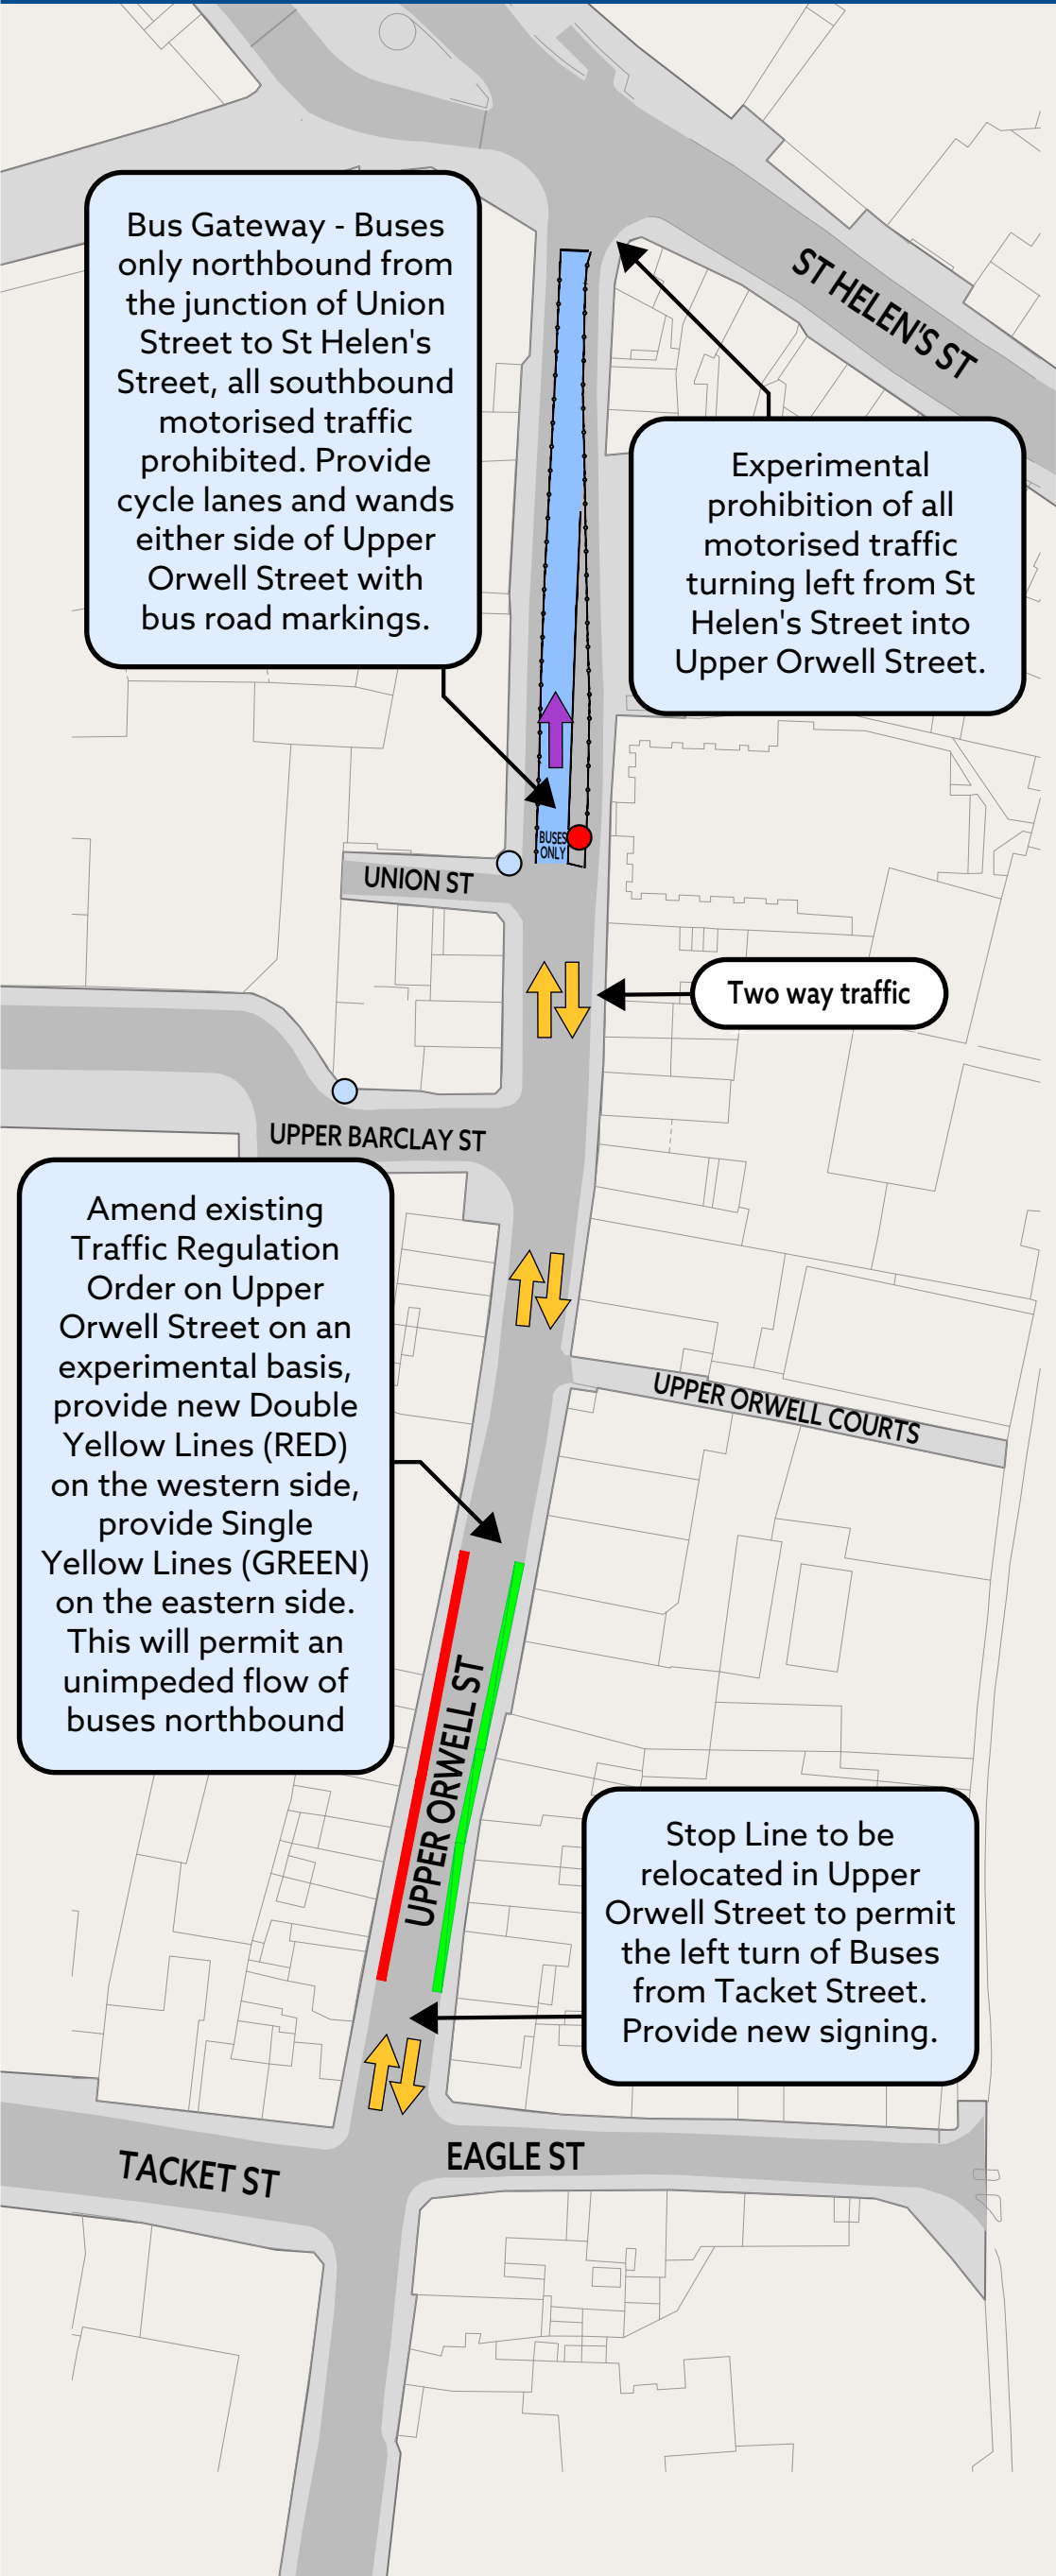 Bus Gateway - Buses
only northbound from
the junction of Union
Street to St Helen's
Street, all southbound
motorised traffic
prohibited. Provide
cycle lanes and wands
either side of Upper
Orwell Street with
bus road markings.
ST HELEN'S ST
Experimental
prohibition of all
motorised traffic
turning left from St
Helen's Street into
Upper Orwell Street.
BUSES
ONLY
UNION ST
Two way traffic
UPPER BARCLAY ST
Amend existing
Traffic Regulation
Order on Upper
Orwell Street on an
experimental basis,
provide new Double
Yellow Lines (RED)
on the western side,
provide Single
Yellow Lines (GREEN)
on the eastern side.
This will permit an
unimpeded flow of
buses northbound
UPPER ORWELL COURTS
UPPER ORWELL ST
Stop Line to be
relocated in Upper
Orwell Street to permit
the left turn of Buses
from Tacket Street.
Provide new signing.
TACKET ST
EAGLE ST